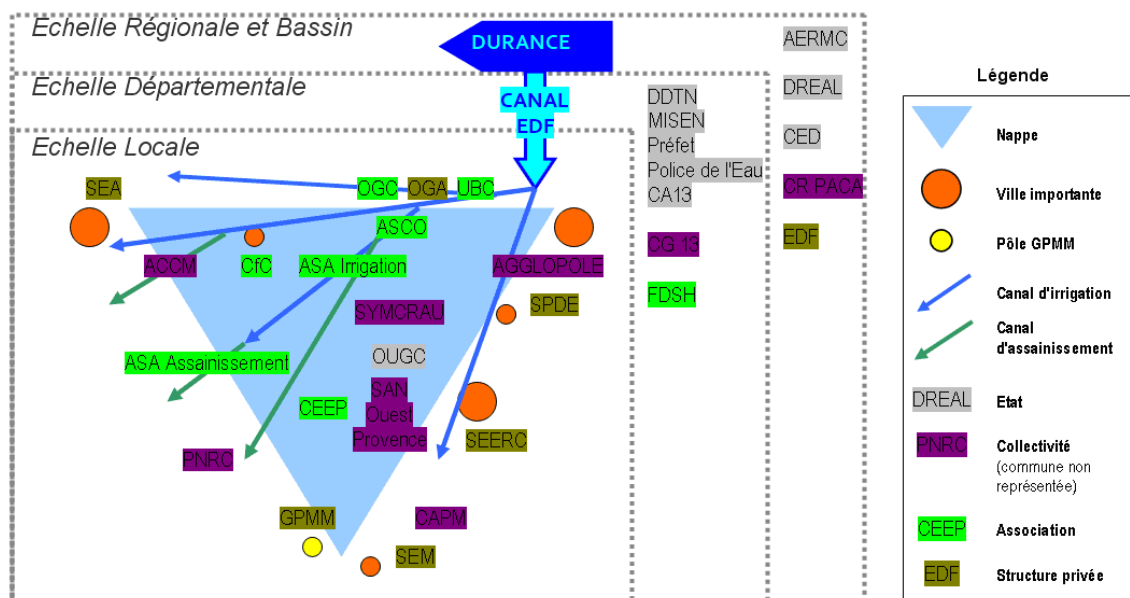 Echelle Régionale et Bassin
DURANCE
AERMC
Echelle Départementale
CANAL
EDF
DDTN
MISEN
Préfet
Police de l'Eau
CA13
DREAL
CED
CR PACA
EDF
CG 13
FDSH
Echelle Locale
SEA
OGC
OGA
UBC
ASCO
ACCM
CfC
ASA Irrigation
AGGLOPOLE
SYMCRAU
SPDE
OUGC
ASA Assainissement
SAN
Ouest
Provence
CEEP
SEERC
PNRC
GPMM
CAPM
SEM
Légende
Nappe
Ville importante
Pôle GPMM
Canal d'irrigation
Canal
d'assainissement
DREAL
Etat
PNRC
Collectivité
(commune non
représentée)
CEEP
Association
EDF
Structure privée